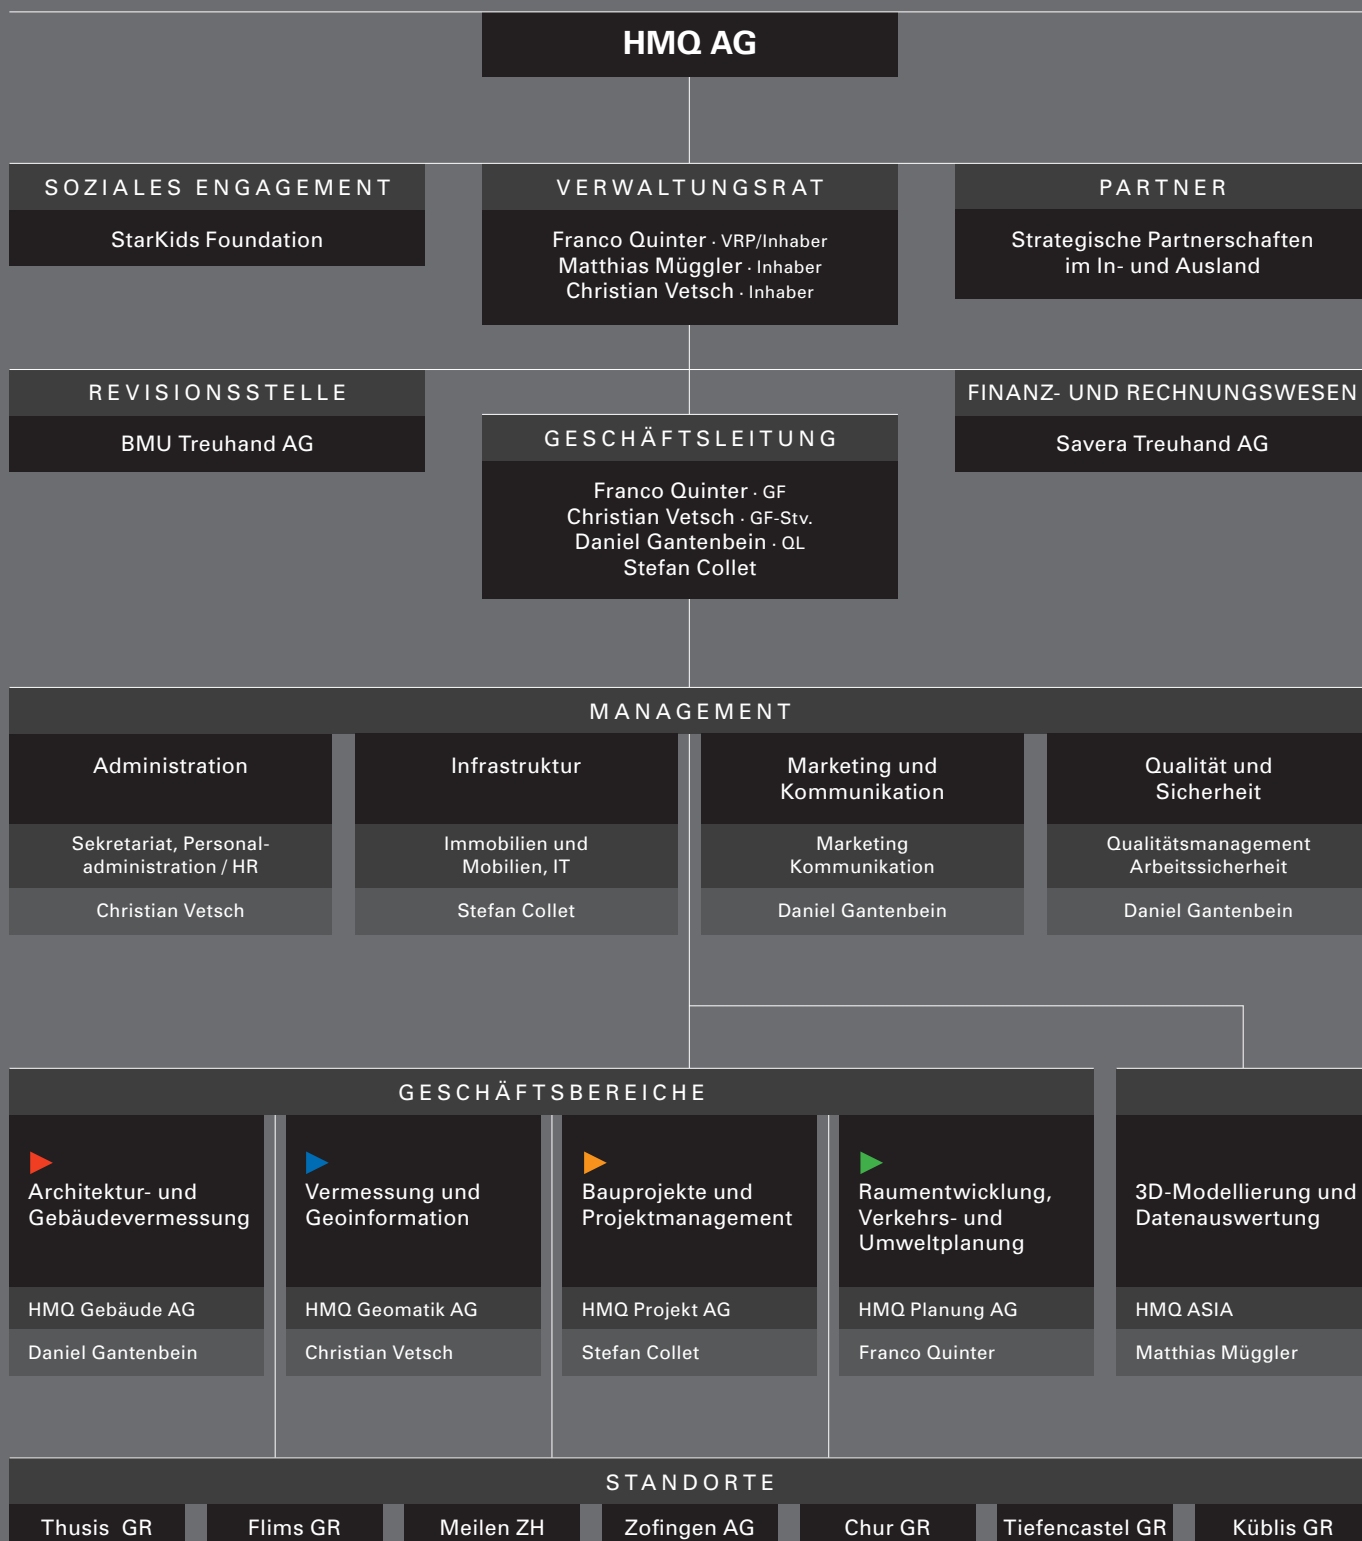 HMQ AG
SOZIALES ENGAGEMENT
StarKids Foundation
VERWALTUNGSRAT
Franco Quinter · VRP/Inhaber
Matthias Müggler · Inhaber
Christian Vetsch · Inhaber
PARTNER
Strategische Partnerschaften
im In- und Ausland
REVISIONSSTELLE
BMU Treuhand AG
GESCHÄFTSLEITUNG
Franco Quinter · GF
Christian Vetsch · GF-Stv.
Daniel Gantenbein · QL
Stefan Collet
FINANZ- UND RECHNUNGSWESEN
Savera Treuhand AG
MANAGEMENT
Administration
Sekretariat, Personal-
administration / HR
Christian Vetsch
Infrastruktur
Immobilien und
Mobilien, IT
Stefan Collet
Marketing und
Kommunikation
Marketing
Kommunikation
Daniel Gantenbein
Qualität und
Sicherheit
Qualitätsmanagement
Arbeitssicherheit
Daniel Gantenbein
GESCHÄFTSBEREICHE
Architektur- und
Gebäudevermessung
HMQ Gebäude AG
Daniel Gantenbein
Vermessung und
Geoinformation
HMQ Geomatik AG
Christian Vetsch
Bauprojekte und
Projektmanagement
HMQ Projekt AG
Stefan Collet
Raumentwicklung,
Verkehrs- und
Umweltplanung
HMQ Planung AG
Franco Quinter
3D-Modellierung und
Datenauswertung
HMQ ASIA
Matthias Müggler
STANDORTE
Thusis GR
Flims GR
Meilen ZH
Zofingen AG
Chur GR
Tiefencastel GR
Küblis GR